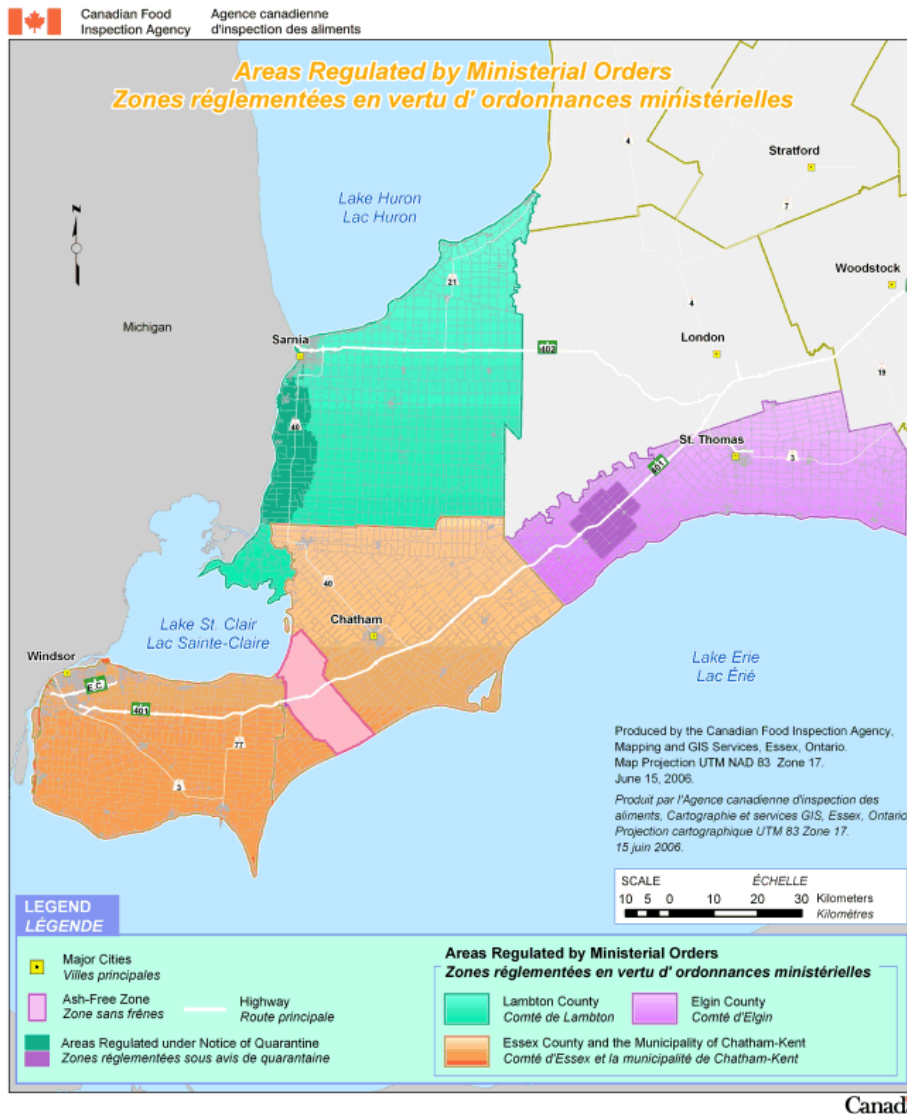 Canadian Food
Inspection Agency
Agence canadienne
d'inspection des aliments
Areas Regulated by Ministerial Orders
Zones réglementées en vertu d' ordonnances ministérielles
4
Stratford
Lake Huron
Lac Huron
7
N
Woodstock
21
4
Michigan
Sarnia
London
402
19
40
St. Thomas
3
401
40
Lake St. Clair
Lac Sainte-Claire
Chatham
Windsor
Lake Erie
Lac Érié
E.C
401
77
3
Produced by the Canadian Food Inspection Agency,
Mapping and GIS Services, Essex, Ontario.
Map Projection UTM NAD 83 Zone 17.
June 15, 2006.
Produit par l'Agence canadienne d'inspection des
aliments, Cartographie et services GIS, Essex, Ontario
Projection cartographique UTM 83 Zone 17.
15 juin 2006.
SCALE ÉCHELLE
10 5 0 10 20 30 Kilometers
Kilomètres
LEGEND
LÉGENDE
Major Cities
Villes principales
Ash-Free Zone
Zone sans frênes
Highway
Route principale
Areas Regulated under Notice of Quarantine
Zones réglementées sous avis de quarantaine
Areas Regulated by Ministerial Orders
Zones réglementées en vertu d' ordonnances ministérielles
Lambton County
Comté de Lambton
Elgin County
Comté d'Elgin
Essex County and the Municipality of Chatham-Kent
Comté d'Essex et la municipalité de Chatham-Kent
Canad